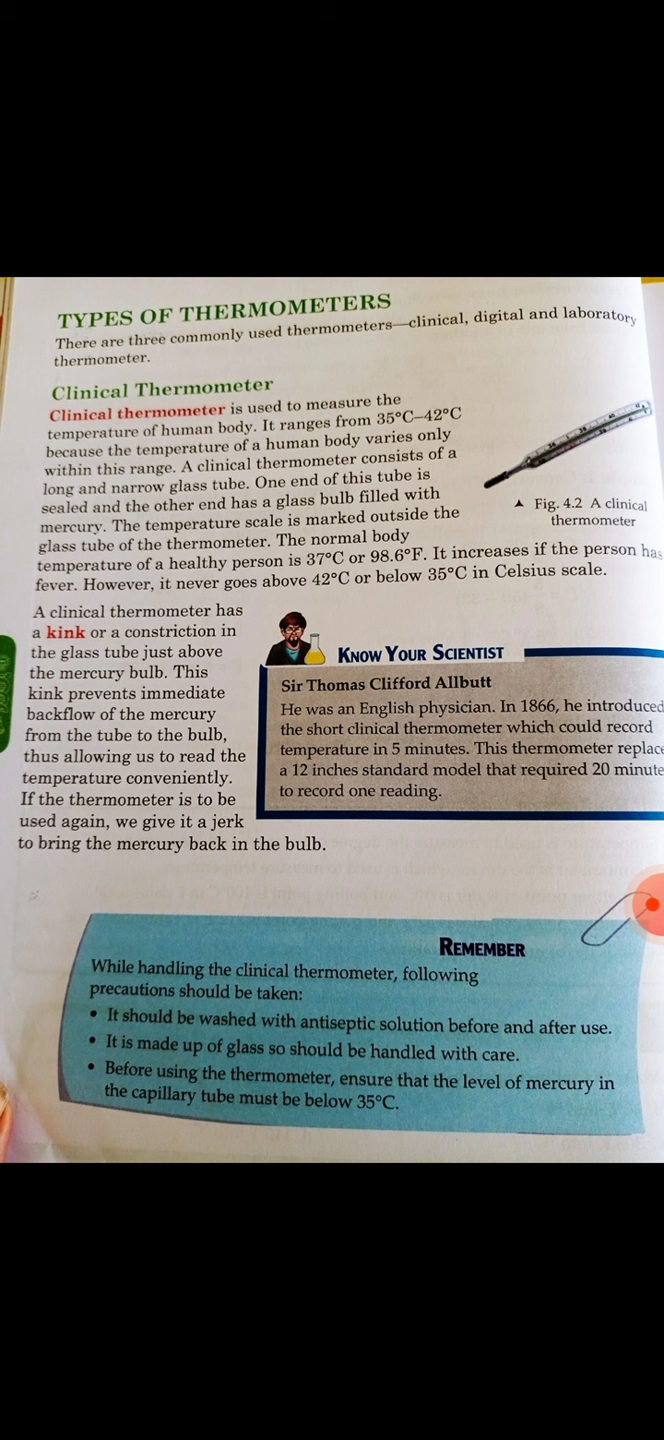 TYPES OF THERMOMETERS
There are three commonly used thermometers—clinical, digital and laboratory
thermometer.
Clinical Thermometer
Clinical thermometer is used to measure the
temperature of human body. It ranges from 35°C–42°C
because the temperature of a human body varies only
within this range. A clinical thermometer consists of a
long and narrow glass tube. One end of this tube is
sealed and the other end has a glass bulb filled with
mercury. The temperature scale is marked outside the
glass tube of the thermometer. The normal body
temperature of a healthy person is 37°C or 98.6°F. It increases if the person has
fever. However, it never goes above 42°C or below 35°C in Celsius scale.
▲ Fig. 4.2 A clinical
thermometer
A clinical thermometer has
a kink or a constriction in
the glass tube just above
the mercury bulb. This
kink prevents immediate
backflow of the mercury
from the tube to the bulb,
thus allowing us to read the
temperature conveniently.
If the thermometer is to be
used again, we give it a jerk
to bring the mercury back in the bulb.
KNOW YOUR SCIENTIST
Sir Thomas Clifford Allbutt
He was an English physician. In 1866, he introduced
the short clinical thermometer which could record
temperature in 5 minutes. This thermometer replace
a 12 inches standard model that required 20 minute
to record one reading.
REMEMBER
While handling the clinical thermometer, following
precautions should be taken:
• It should be washed with antiseptic solution before and after use.
• It is made up of glass so should be handled with care.
• Before using the thermometer, ensure that the level of mercury in
the capillary tube must be below 35°C.